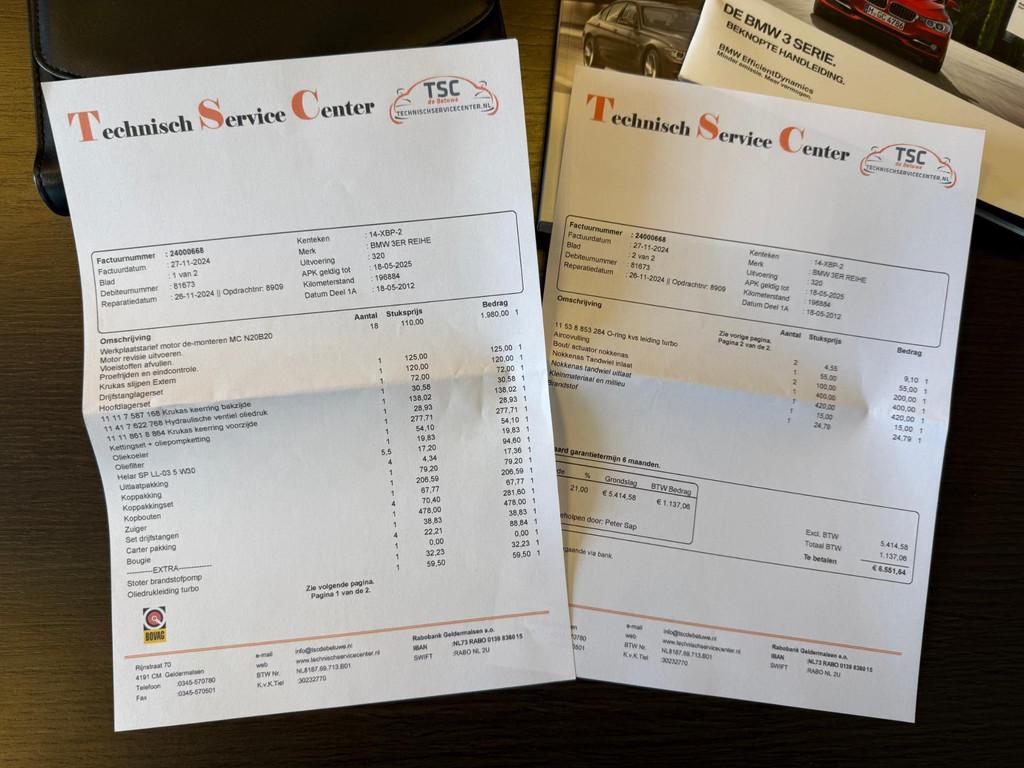 DE BMW 3 SERIE.
BEKNOPTE HANDLEIDING.
BMW EfficientDynamics
Minder emissie. Meer vermogen.
Technisch Service Center
TSC
de Betuwe
TECHNISCHSERVICECENTER.NL
Factuurnummer : 24000668 Kenteken : 14-XBP-2
Factuurdatum : 27-11-2024 Merk : BMW 3ER REIHE
Blad : 1 van 2 Uitvoering : 320
Debiteurnummer : 81673 APK geldig tot : 18-05-2025
Reparatiedatum : 26-11-2024 || Opdrachtnr: 8909 Kilometerstand : 196884
Datum Deel 1A : 18-05-2012
Omschrijving Aantal Stuksprijs Bedrag
Werkplaatstarief motor de-monteren MC N20B20 18 110,00 1.980,00 1
Motor revisie uitvoeren.
Vloeistoffen afvullen.
Proefrijden en eindcontrole.
Krukas slijpen Extern 1 125,00 125,00 1
Drijfstanglagerset 1 120,00 120,00 1
Hoofdlagerset 1 72,00 72,00 1
11 11 7 587 168 Krukas keerring bakzijde 1 30,58 30,58 1
11 41 7 622 768 Hydraulische ventiel oliedruk 1 138,02 138,02 1
11 11 861 8 864 Krukas keerring voorzijde 1 28,93 28,93 1
Kettingset + oliepompketting 1 277,71 277,71 1
Oliekoeler 1 54,10 54,10 1
Oliefilter 1 19,83 19,83 1
Helar SP LL-03 5 W30 5,5 17,20 94,60 1
Uitlaatpakking 4 4,34 17,36 1
Koppakking 1 79,20 79,20 1
Koppakkingset 1 206,59 206,59 1
Kopbouten 1 67,77 67,77 1
Zuiger 4 70,40 281,60 1
Set drijfstangen 1 478,00 478,00 1
Carter pakking 1 38,83 38,83 1
Bougie 4 22,21 88,84 1
----------EXTRA------------- 1 0,00 0,00 1
Stoter brandstofpomp 1 32,23 32,23 1
Oliedrukleiding turbo 1 59,50 59,50 1
Zie volgende pagina.
Pagina 1 van de 2.
BOVAG
Rijnstraat 70 e-mail info@tscdebetuwe.nl Rabobank Geldermalsen e.o.
4191 CM Geldermalsen web www.technischservicecenter.nl IBAN :NL73 RABO 0139 8360 15
Telefoon :0345-570780 BTW Nr. NL8187.69.713.B01 SWIFT :RABO NL 2U
Fax :0345-570501 K.v.K.Tiel :30232770
Technisch Service Center
TSC
de Betuwe
TECHNISCHSERVICECENTER.NL
Factuurnummer : 24000668 Kenteken : 14-XBP-2
Factuurdatum : 27-11-2024 Merk : BMW 3ER REIHE
Blad : 2 van 2 Uitvoering : 320
Debiteurnummer : 81673 APK geldig tot : 18-05-2025
Reparatiedatum : 26-11-2024 || Opdrachtnr: 8909 Kilometerstand : 196884
Datum Deel 1A : 18-05-2012
Omschrijving Aantal Stuksprijs Bedrag
Zie vorige pagina.
Pagina 2 van de 2.
11 53 8 853 284 O-ring kvs leiding turbo 2 4,55 9,10 1
Aircovulling 1 55,00 55,00 1
Bout/ actuator nokkenas 2 100,00 200,00 1
Nokkenas Tandwiel inlaat 1 400,00 400,00 1
Nokkenas tandwiel uitlaat 1 420,00 420,00 1
Kleinmateriaal en milieu 1 15,00 15,00 1
Brandstof 1 24,79 24,79 1
aard garantietermijn 6 maanden.
de % Grondslag BTW Bedrag
21,00 € 5.414,58 € 1.137,06
eholpen door: Peter Sap
Excl. BTW 5.414,58
Totaal BTW 1.137,06
Te betalen € 6.551,64
gaande via bank.
en e-mail info@tscdebetuwe.nl Rabobank Geldermalsen e.o.
0780 web www.technischservicecenter.nl IBAN :NL73 RABO 0139 8360 15
0501 BTW Nr. NL8187.69.713.B01 SWIFT :RABO NL 2U
K.v.K.Tiel :30232770